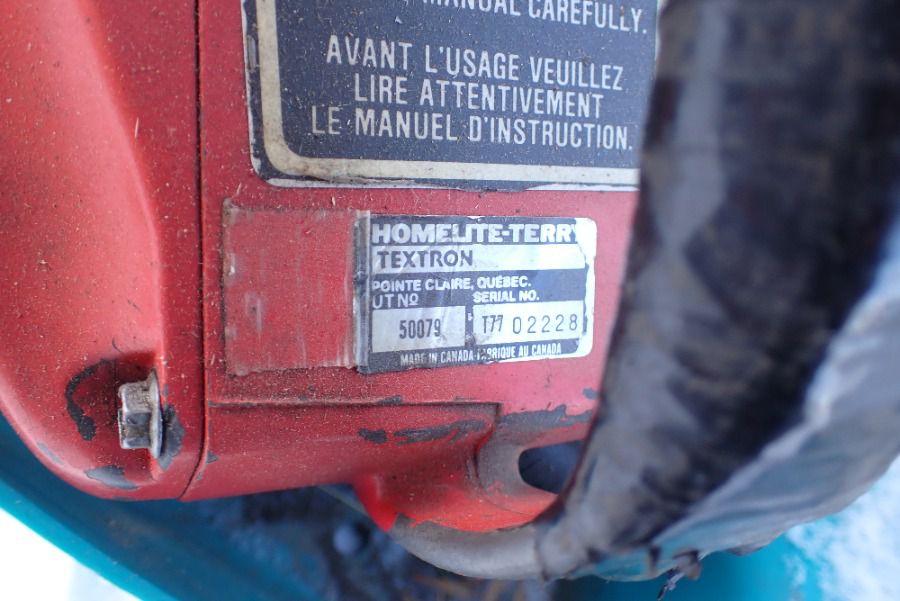 MANUAL CAREFULLY.
AVANT L'USAGE VEUILLEZ
LIRE ATTENTIVEMENT
LE MANUEL D'INSTRUCTION.
HOMELITE-TERRY
TEXTRON
POINTE CLAIRE, QUÉBEC.
UT NO SERIAL NO.
50079 T77 02228
MADE IN CANADA-FABRIQUE AU CANADA